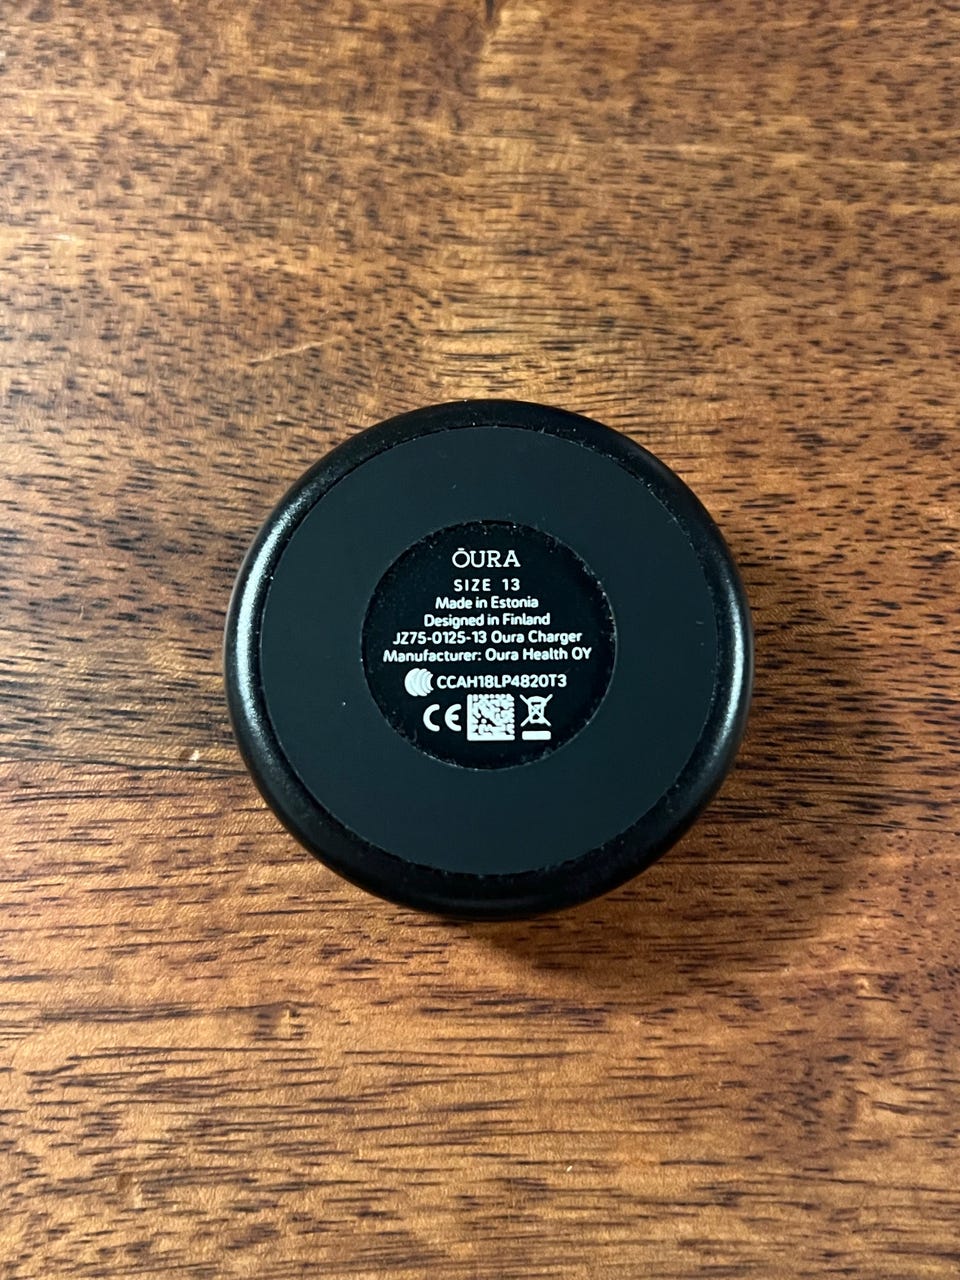 ŌURA
SIZE 13
Made in Estonia
Designed in Finland
JZ75-0125-13 Oura Charger
Manufacturer: Oura Health OY
CCAH18LP4820T3
CE